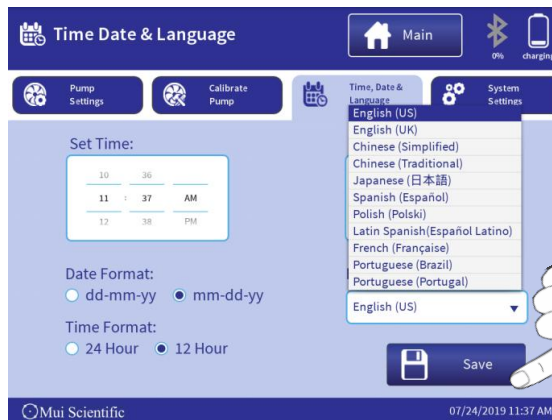 Time Date & Language
Main
0%
charging
Pump
Settings
Calibrate
Pump
Time, Date &
Language
System
Settings
Set Time:
10 36
11 : 37 AM
12 38 PM
Date Format:
dd-mm-yy mm-dd-yy
Time Format:
24 Hour 12 Hour
English (US)
English (UK)
Chinese (Simplified)
Chinese (Traditional)
Japanese (日本語)
Spanish (Español)
Polish (Polski)
Latin Spanish(Español Latino)
French (Française)
Portuguese (Brazil)
Portuguese (Portugal)
English (US)
Save
Mui Scientific
07/24/2019 11:37 AM